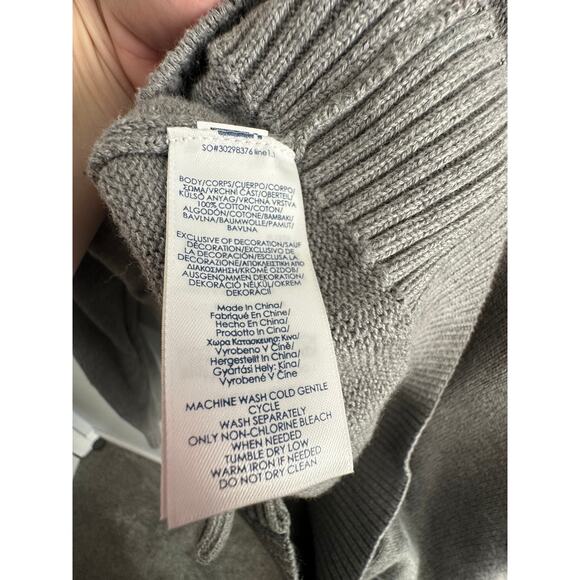 SO#30298376 line 1.1
BODY/CORPS/CUERPO/CORPO/
ΣΩΜΑ/VRCHNÍ ČÁST/OBERTEIL/
KÜLSŐ ANYAG/VRCHNÁ VRSTVA
100% COTTON/COTON/
ALGODÓN/COTONE/ΒΑΜΒΑΚΙ/
BAVLNA/BAUMWOLLE/PAMUT/
BAVLNA
EXCLUSIVE OF DECORATION/SAUF
DÉCORATION/EXCLUSIVO DE
LA DECORACIÓN/ESCLUSA LA
DECORAZIONE/ΑΠΟΚΛΕΙΣΤΙΚΗ ΑΠΟ
ΔΙΑΚΟΣΜΗΣΗ/KROMĚ OZDOB/
AUSGENOMMEN DEKORATION/
DEKORÁCIÓ NÉLKÜL/OKREM
DEKORÁCIÍ
Made In China/
Fabriqué En Chine/
Hecho En China/
Prodotto In Cina/
Χωρα Κατασκευησ: Κινα/
Vyrobeno V Číně/
Hergestellt In China/
Gyártási Hely: Kína/
Vyrobené V Číne
MACHINE WASH COLD GENTLE
CYCLE
WASH SEPARATELY
ONLY NON-CHLORINE BLEACH
WHEN NEEDED
TUMBLE DRY LOW
WARM IRON IF NEEDED
DO NOT DRY CLEAN